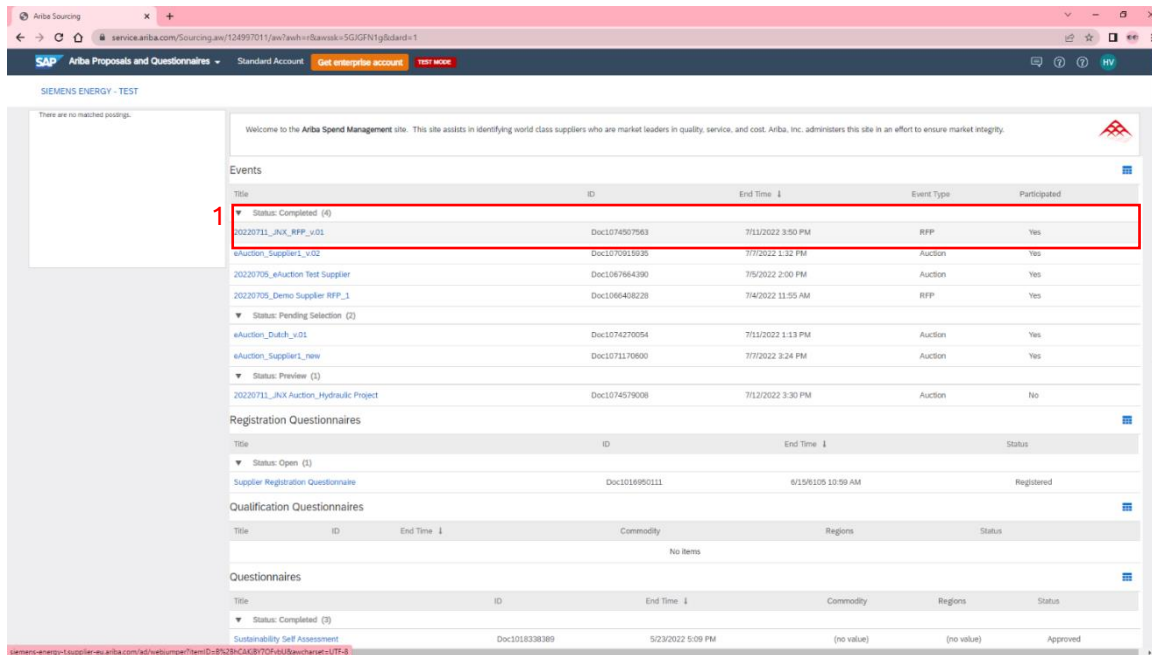 Ariba Sourcing
service.ariba.com/Sourcing.aw/124997011/aw?awh=r&awssk=5GJGFN1g&dard=1
SAP Ariba Proposals and Questionnaires Standard Account Get enterprise account TEST MODE HV
SIEMENS ENERGY - TEST
There are no matched postings.
Welcome to the Ariba Spend Management site. This site assists in identifying world class suppliers who are market leaders in quality, service, and cost. Ariba, Inc. administers this site in an effort to ensure market integrity.
Events
Title ID End Time ↓ Event Type Participated
1
▼ Status: Completed (4)
20220711_JNX_RFP_v.01 Doc1074507563 7/11/2022 3:50 PM RFP Yes
eAuction_Supplier1_v.02 Doc1070915935 7/7/2022 1:32 PM Auction Yes
20220705_eAuction Test Supplier Doc1067664390 7/5/2022 2:00 PM Auction Yes
20220705_Demo Supplier RFP_1 Doc1066408228 7/4/2022 11:55 AM RFP Yes
▼ Status: Pending Selection (2)
eAuction_Dutch_v.01 Doc1074270054 7/11/2022 1:13 PM Auction Yes
eAuction_Supplier1_new Doc1071170600 7/7/2022 3:24 PM Auction Yes
▼ Status: Preview (1)
20220711_JNX Auction_Hydraulic Project Doc1074579008 7/12/2022 3:30 PM Auction No
Registration Questionnaires
Title ID End Time ↓ Status
▼ Status: Open (1)
Supplier Registration Questionnaire Doc1016950111 6/15/6105 10:59 AM Registered
Qualification Questionnaires
Title ID End Time ↓ Commodity Regions Status
No items
Questionnaires
Title ID End Time ↓ Commodity Regions Status
▼ Status: Completed (3)
Sustainability Self Assessment Doc1018338389 5/23/2022 5:09 PM (no value) (no value) Approved